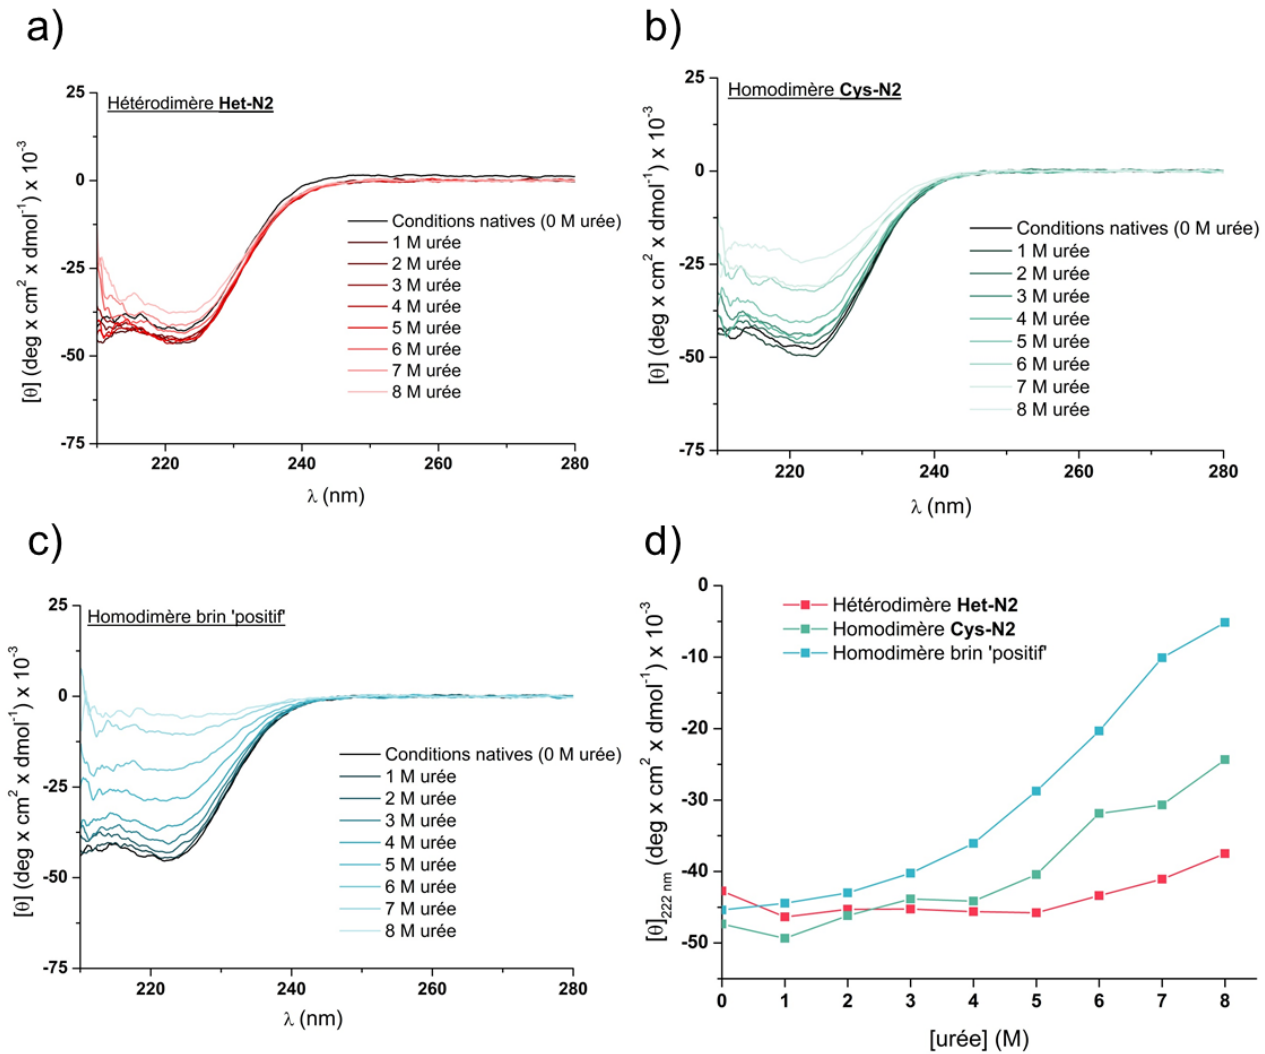 a)
25
0
-25
-50
-75
[θ] (deg x cm² x dmol⁻¹) x 10⁻³
Hétérodimère Het-N2
Conditions natives (0 M urée)
1 M urée
2 M urée
3 M urée
4 M urée
5 M urée
6 M urée
7 M urée
8 M urée
220
240
260
280
λ (nm)
b)
25
0
-25
-50
-75
[θ] (deg x cm² x dmol⁻¹) x 10⁻³
Homodimère Cys-N2
Conditions natives (0 M urée)
1 M urée
2 M urée
3 M urée
4 M urée
5 M urée
6 M urée
7 M urée
8 M urée
220
240
260
280
λ (nm)
c)
25
0
-25
-50
-75
[θ] (deg x cm² x dmol⁻¹) x 10⁻³
Homodimère brin 'positif'
Conditions natives (0 M urée)
1 M urée
2 M urée
3 M urée
4 M urée
5 M urée
6 M urée
7 M urée
8 M urée
220
240
260
280
λ (nm)
d)
0
-10
-20
-30
-40
-50
[θ]222 nm (deg x cm² x dmol⁻¹) x 10⁻³
Hétérodimère Het-N2
Homodimère Cys-N2
Homodimère brin 'positif'
0 1 2 3 4 5 6 7 8
[urée] (M)